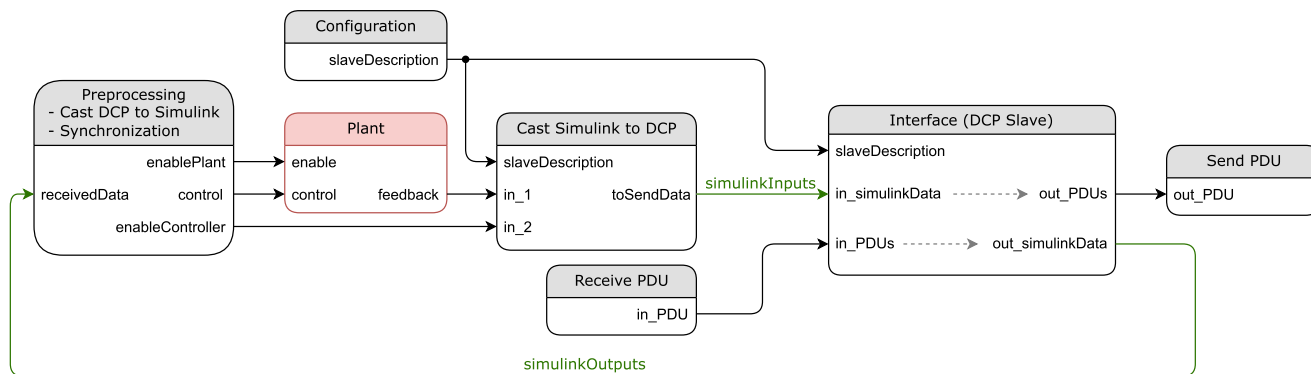 Configuration
slaveDescription
Preprocessing
- Cast DCP to Simulink
- Synchronization
enablePlant
receivedData control
enableController
Plant
enable
control feedback
Cast Simulink to DCP
slaveDescription
in_1 toSendData
in_2
simulinkInputs
Interface (DCP Slave)
slaveDescription
in_simulinkData out_PDUs
in_PDUs out_simulinkData
Send PDU
out_PDU
Receive PDU
in_PDU
simulinkOutputs